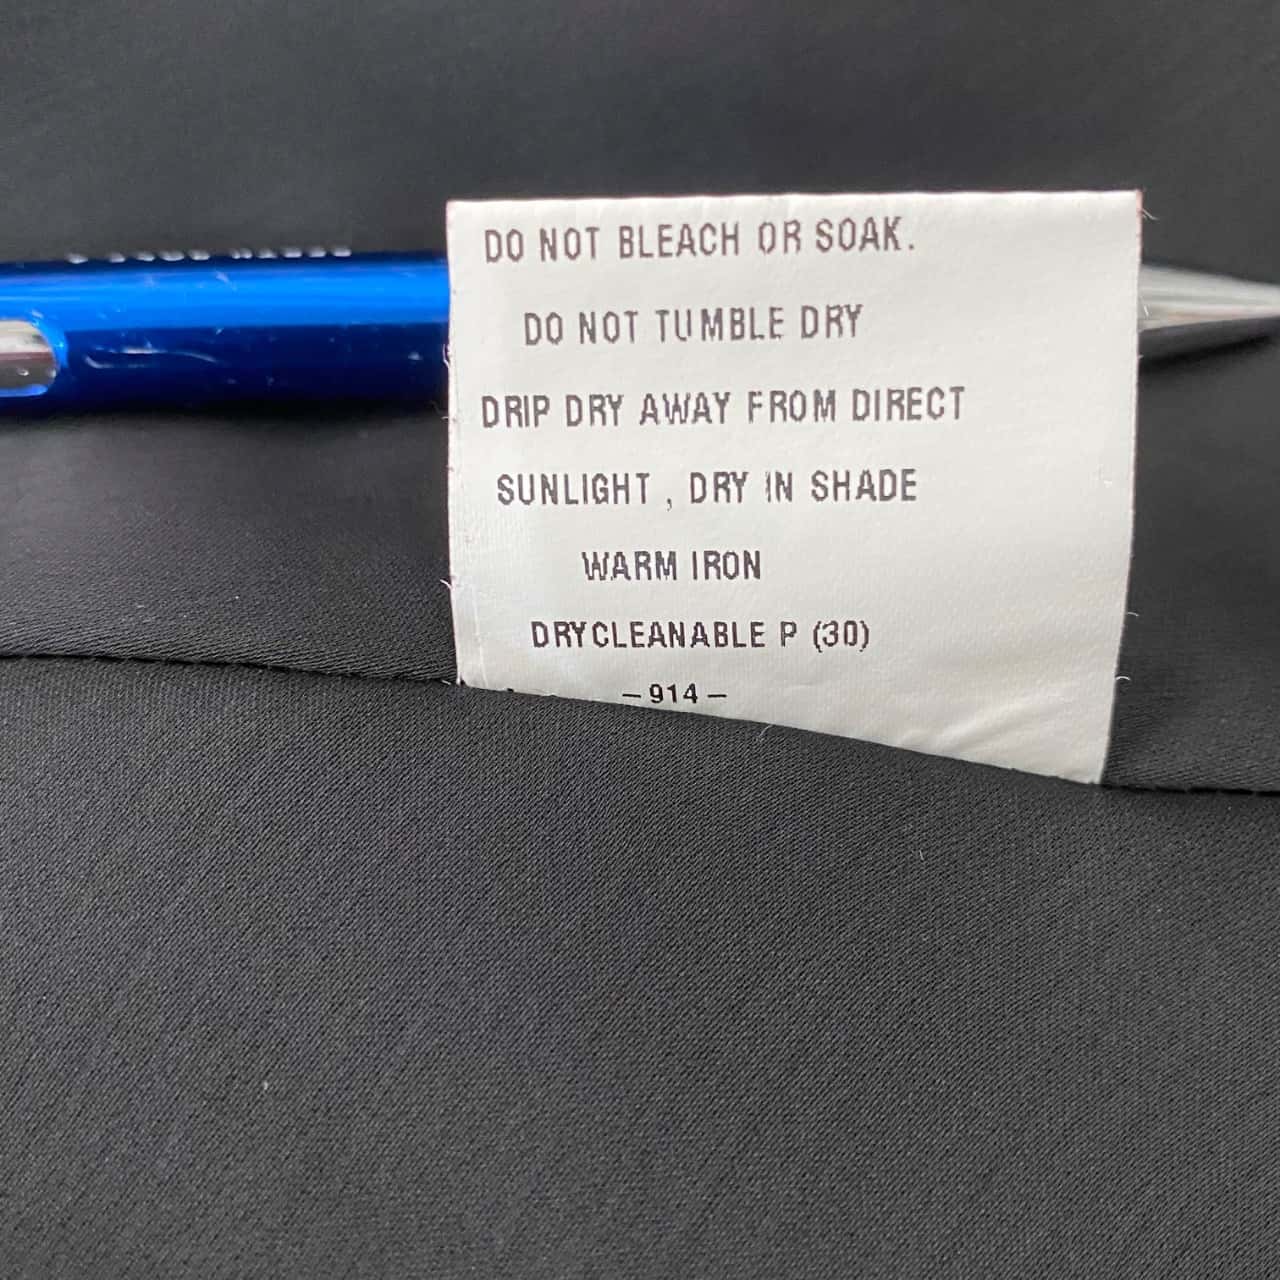 DO NOT BLEACH OR SOAK.
DO NOT TUMBLE DRY
DRIP DRY AWAY FROM DIRECT
SUNLIGHT , DRY IN SHADE
WARM IRON
DRYCLEANABLE P (30)
– 914 –